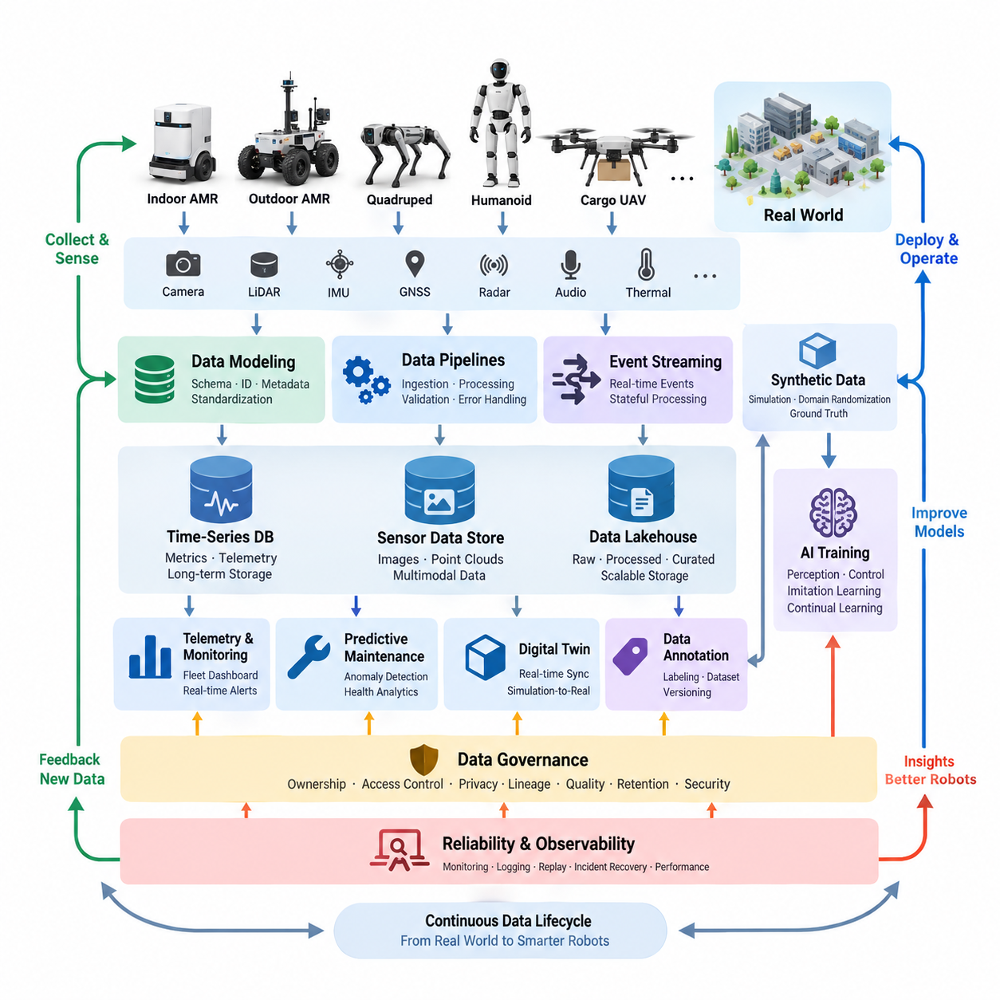 Indoor AMR
Outdoor AMR
Quadruped
Humanoid
Cargo UAV
...
Real World
Collect &
Sense
Deploy &
Operate
Camera
LiDAR
IMU
GNSS
Radar
Audio
Thermal
...
Data Modeling
Schema · ID · Metadata
Standardization
Data Pipelines
Ingestion · Processing
Validation · Error Handling
Event Streaming
Real-time Events
Stateful Processing
Synthetic Data
Simulation · Domain Randomization
Ground Truth
Time-Series DB
Metrics · Telemetry
Long-term Storage
Sensor Data Store
Images · Point Clouds
Multimodal Data
Data Lakehouse
Raw · Processed · Curated
Scalable Storage
AI Training
Perception · Control
Imitation Learning
Continual Learning
Improve
Models
Telemetry &
Monitoring
Fleet Dashboard
Real-time Alerts
Predictive
Maintenance
Anomaly Detection
Health Analytics
Digital Twin
Real-time Sync
Simulation-to-Real
Data
Annotation
Labeling · Dataset
Versioning
Feedback
New Data
Data Governance
Ownership · Access Control · Privacy · Lineage · Quality · Retention · Security
Insights
Better Robots
Reliability & Observability
Monitoring · Logging · Replay · Incident Recovery · Performance
Continuous Data Lifecycle
From Real World to Smarter Robots